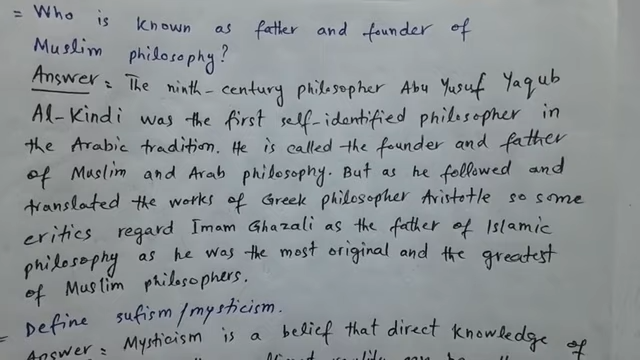 = Who is known as father and founder of
Muslim philosophy?
Answer = The ninth-century philosopher Abu Yusuf Yaqub
Al-Kindi was the first self-identified philosopher in
the Arabic tradition. He is called the founder and father
of Muslim and Arab philosophy. But as he followed and
translated the works of Greek philosopher Aristotle so some
critics regard Imam Ghazali as the father of Islamic
philosophy as he was the most original and the greatest
of Muslim philosophers.
= Define sufism/mysticism.
Answer = Mysticism is a belief that direct knowledge of